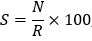 S = N/R × 100,